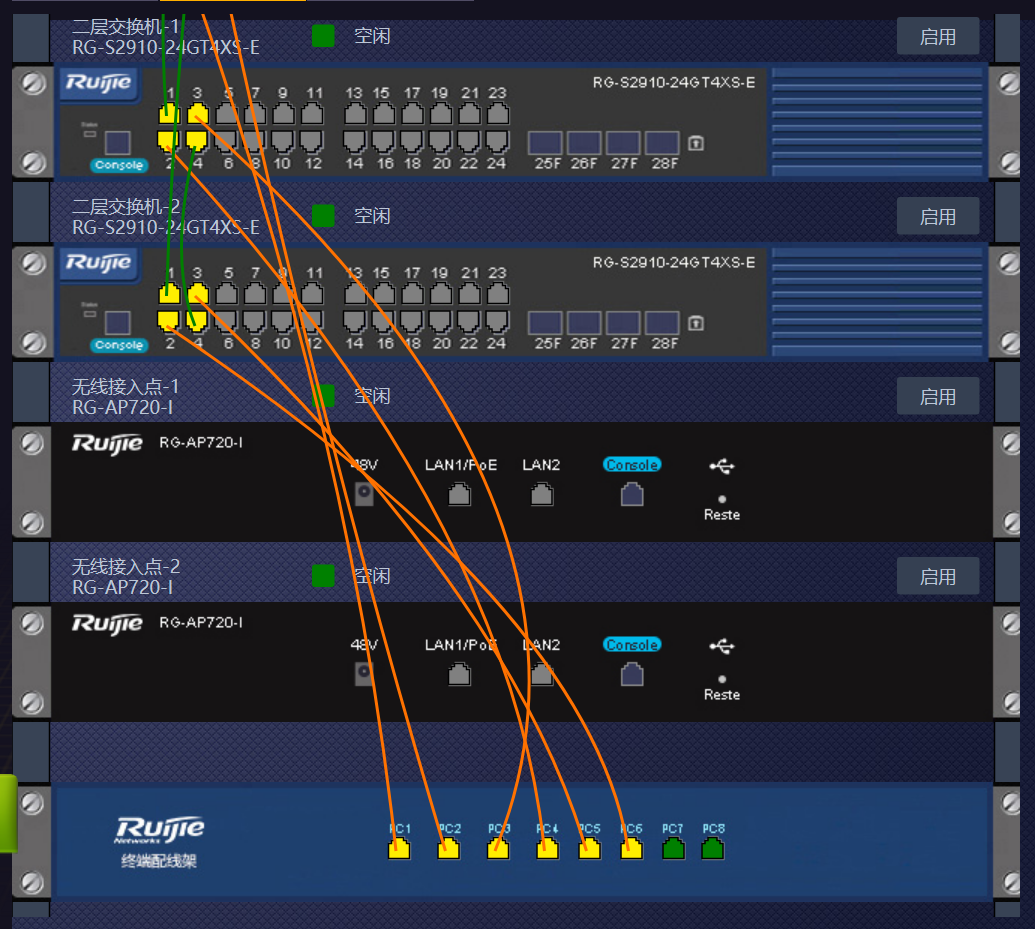 二层交换机-1
RG-S2910-24GT4XS-E
空闲
启用
Ruijie
RG-S2910-24GT4XS-E
1 3 5 7 9 11 13 15 17 19 21 23
Console
2 4 6 8 10 12 14 16 18 20 22 24 25F 26F 27F 28F
二层交换机-2
RG-S2910-24GT4XS-E
空闲
启用
Ruijie
RG-S2910-24GT4XS-E
1 3 5 7 9 11 13 15 17 19 21 23
Console
2 4 6 8 10 12 14 16 18 20 22 24 25F 26F 27F 28F
无线接入点-1
RG-AP720-I
空闲
启用
Ruijie RG-AP720-I
48V LAN1/PoE LAN2 Console
Reste
无线接入点-2
RG-AP720-I
空闲
启用
Ruijie RG-AP720-I
48V LAN1/PoE LAN2 Console
Reste
Ruijie
Networks
终端配线架
PC1 PC2 PC3 PC4 PC5 PC6 PC7 PC8